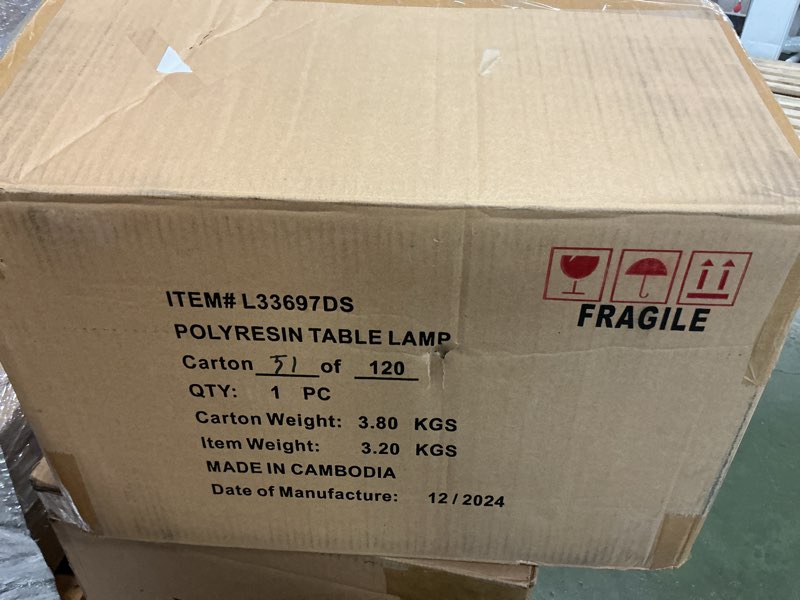 ITEM# L33697DS
POLYRESIN TABLE LAMP
Carton 51 of 120
QTY: 1 PC
Carton Weight: 3.80 KGS
Item Weight: 3.20 KGS
MADE IN CAMBODIA
Date of Manufacture: 12/2024
FRAGILE